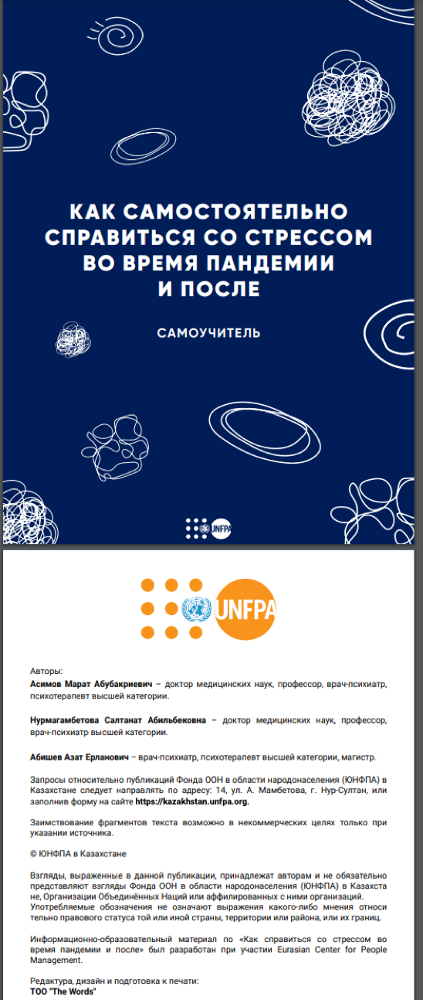 КАК САМОСТОЯТЕЛЬНО
СПРАВИТЬСЯ СО СТРЕССОМ
ВО ВРЕМЯ ПАНДЕМИИ
И ПОСЛЕ
САМОУЧИТЕЛЬ
UNFPA
UNFPA
Авторы:
Асимов Марат Абубакриевич – доктор медицинских наук, профессор, врач-психиатр,
психотерапевт высшей категории.
Нурмагамбетова Салтанат Абильбековна – доктор медицинских наук, профессор,
врач-психиатр высшей категории.
Абишев Азат Ерланович – врач-психиатр, психотерапевт высшей категории, магистр.
Запросы относительно публикаций Фонда ООН в области народонаселения (ЮНФПА) в
Казахстане следует направлять по адресу: 14, ул. А. Мамбетова, г. Нур-Султан, или
заполнив форму на сайте https://kazakhstan.unfpa.org.
Заимствование фрагментов текста возможно в некоммерческих целях только при
указании источника.
© ЮНФПА в Казахстане
Взгляды, выраженные в данной публикации, принадлежат авторам и не обязательно
представляют взгляды Фонда ООН в области народонаселения (ЮНФПА) в Казахста
не, Организации Объединённых Наций или аффилированных с ними организаций.
Употребляемые обозначения не означают выражения какого-либо мнения относи
тельно правового статуса той или иной страны, территории или района, или их границ.
Информационно-образовательный материал по «Как справиться со стрессом во
время пандемии и после» был разработан при участии Eurasian Center for People
Management.
Редактура, дизайн и подготовка к печати:
ТОО "The Words"